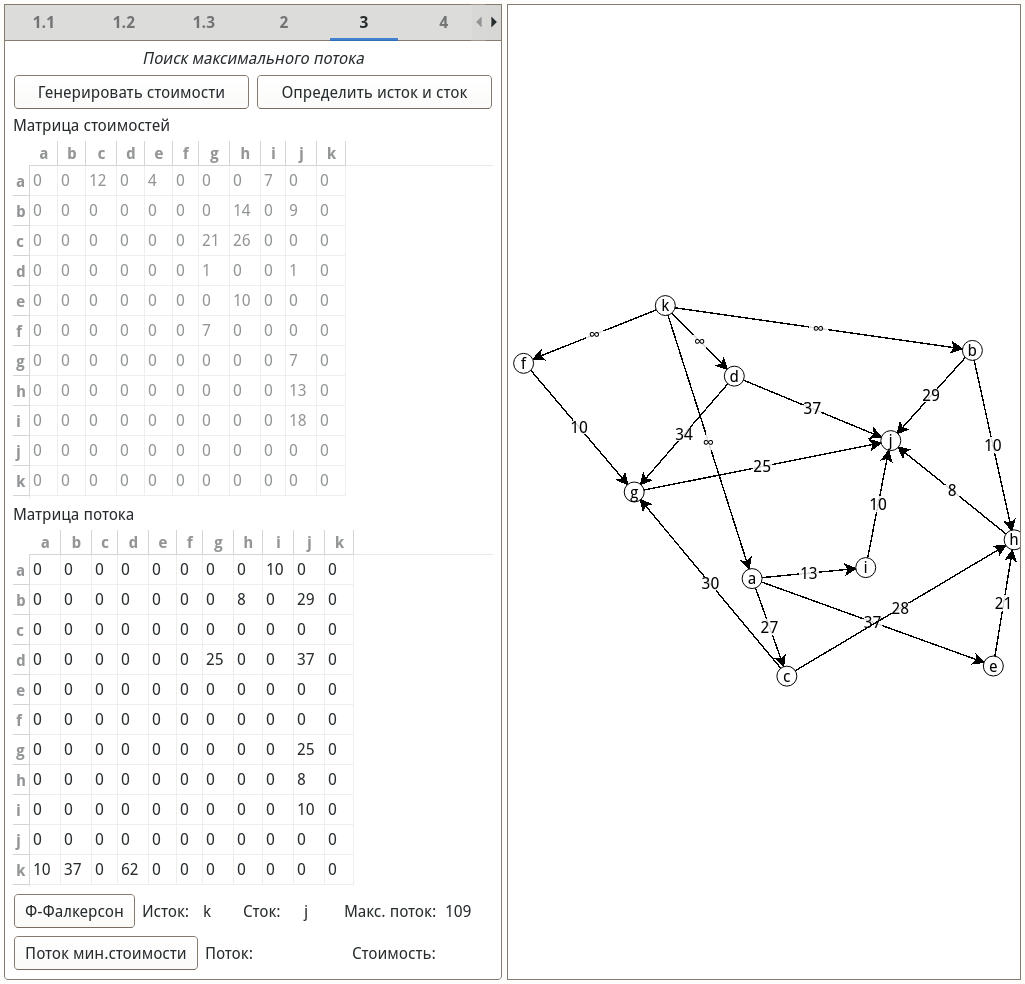 1.1 1.2 1.3 2 3 4
Поиск максимального потока
Генерировать стоимости Определить исток и сток
Матрица стоимостей
a b c d e f g h i j k
a 0 0 12 0 4 0 0 0 7 0 0
b 0 0 0 0 0 0 0 14 0 9 0
c 0 0 0 0 0 0 21 26 0 0 0
d 0 0 0 0 0 0 1 0 0 1 0
e 0 0 0 0 0 0 0 10 0 0 0
f 0 0 0 0 0 0 7 0 0 0 0
g 0 0 0 0 0 0 0 0 0 7 0
h 0 0 0 0 0 0 0 0 0 13 0
i 0 0 0 0 0 0 0 0 0 18 0
j 0 0 0 0 0 0 0 0 0 0 0
k 0 0 0 0 0 0 0 0 0 0 0
Матрица потока
a b c d e f g h i j k
a 0 0 0 0 0 0 0 0 10 0 0
b 0 0 0 0 0 0 0 8 0 29 0
c 0 0 0 0 0 0 0 0 0 0 0
d 0 0 0 0 0 0 25 0 0 37 0
e 0 0 0 0 0 0 0 0 0 0 0
f 0 0 0 0 0 0 0 0 0 0 0
g 0 0 0 0 0 0 0 0 0 25 0
h 0 0 0 0 0 0 0 0 0 8 0
i 0 0 0 0 0 0 0 0 0 10 0
j 0 0 0 0 0 0 0 0 0 0 0
k 10 37 0 62 0 0 0 0 0 0 0
Ф-Фалкерсон Исток: k Сток: j Макс. поток: 109
Поток мин.стоимости Поток: Стоимость:
k
∞ ∞
∞
b
f
d
29
37
10
34 ∞ j
10
25
g
8
10
h
i
13
a
30
21
28
37
27
e
c